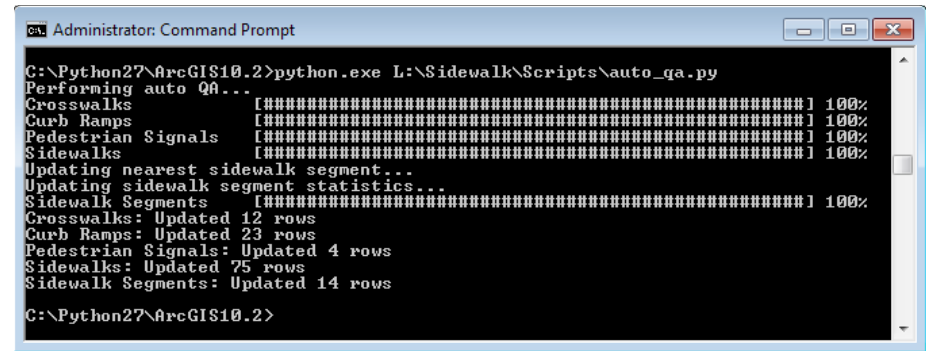 Administrator: Command Prompt
C:\Python27\ArcGIS10.2>python.exe L:\Sidewalk\Scripts\auto_qa.py
Performing auto QA...
Crosswalks [##################################################] 100%
Curb Ramps [##################################################] 100%
Pedestrian Signals [##################################################] 100%
Sidewalks [##################################################] 100%
Updating nearest sidewalk segment...
Updating sidewalk segment statistics...
Sidewalk Segments [##################################################] 100%
Crosswalks: Updated 12 rows
Curb Ramps: Updated 23 rows
Pedestrian Signals: Updated 4 rows
Sidewalks: Updated 75 rows
Sidewalk Segments: Updated 14 rows
C:\Python27\ArcGIS10.2>